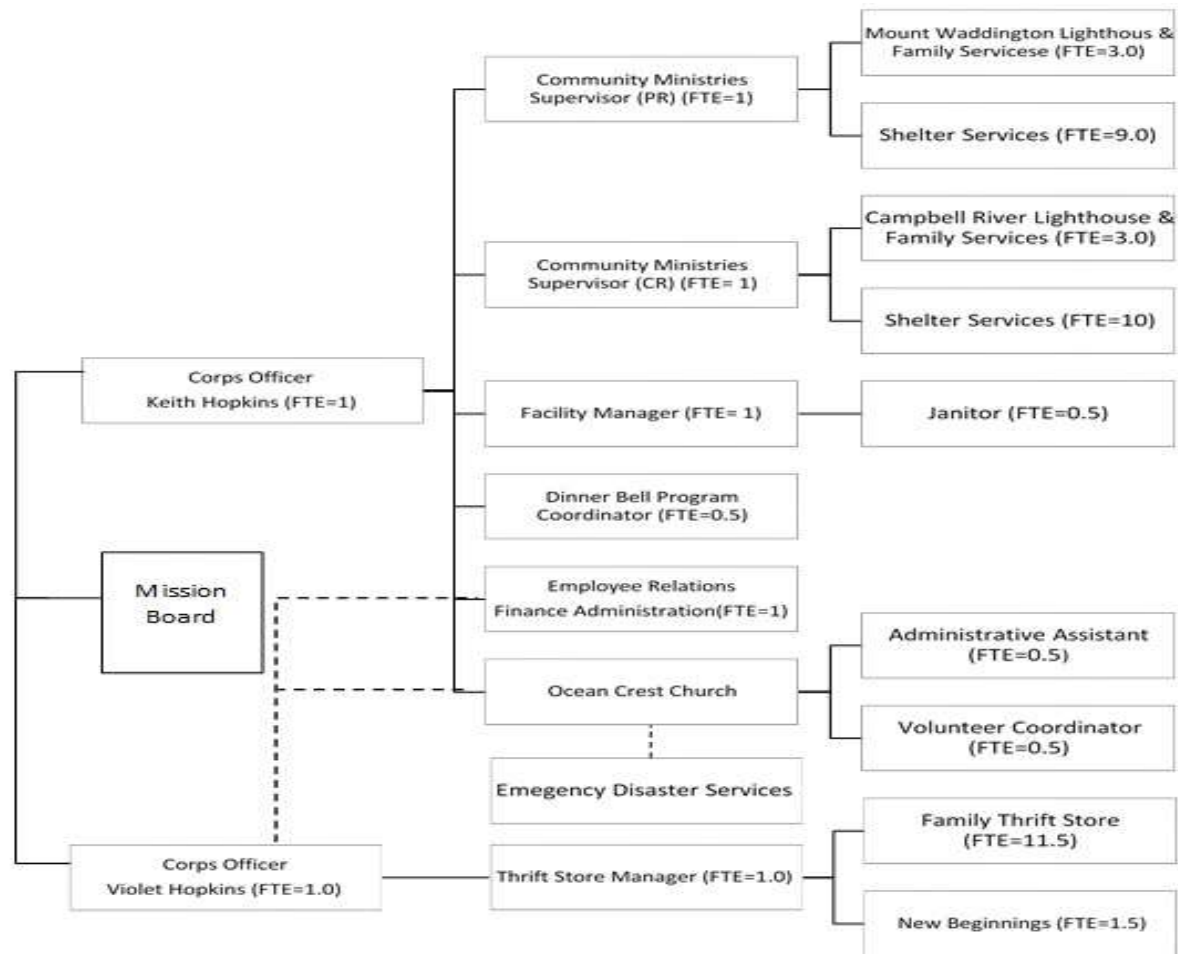 Mount Waddington Lighthous &
Family Servicese (FTE=3.0)
Community Ministries
Supervisor (PR) (FTE=1)
Shelter Services (FTE=9.0)
Campbell River Lighthouse &
Family Services (FTE=3.0)
Community Ministries
Supervisor (CR) (FTE= 1)
Shelter Services (FTE=10)
Corps Officer
Keith Hopkins (FTE=1)
Facility Manager (FTE= 1)
Janitor (FTE=0.5)
Dinner Bell Program
Coordinator (FTE=0.5)
Mission
Board
Employee Relations
Finance Administration(FTE=1)
Administrative Assistant
(FTE=0.5)
Ocean Crest Church
Volunteer Coordinator
(FTE=0.5)
Emegency Disaster Services
Family Thrift Store
(FTE=11.5)
Corps Officer
Violet Hopkins (FTE=1.0)
Thrift Store Manager (FTE=1.0)
New Beginnings (FTE=1.5)